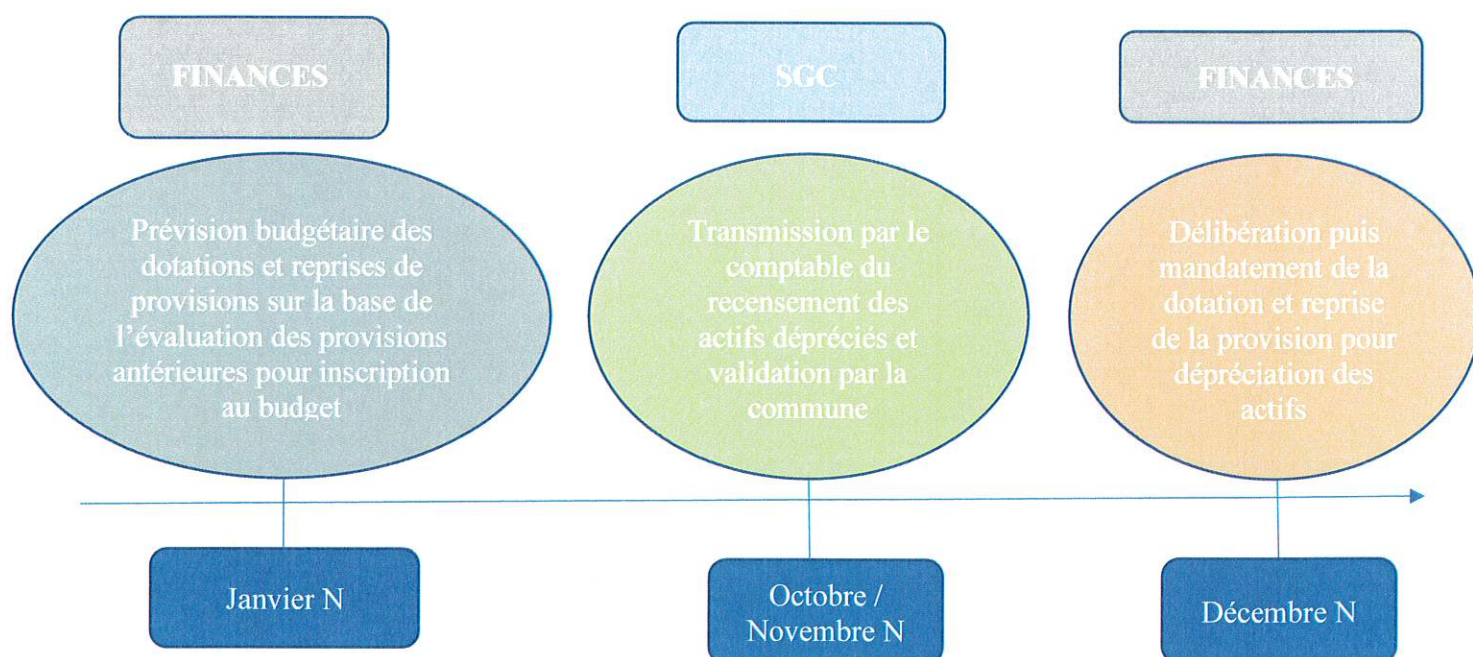 FINANCES
SGC
FINANCES
Prévision budgétaire des
dotations et reprises de
provisions sur la base de
l'évaluation des provisions
antérieures pour inscription
au budget
Transmission par le
comptable du
recensement des
actifs dépréciés et
validation par la
commune
Délibération puis
mandatement de la
dotation et reprise
de la provision pour
dépréciation des
actifs
Janvier N
Octobre /
Novembre N
Décembre N